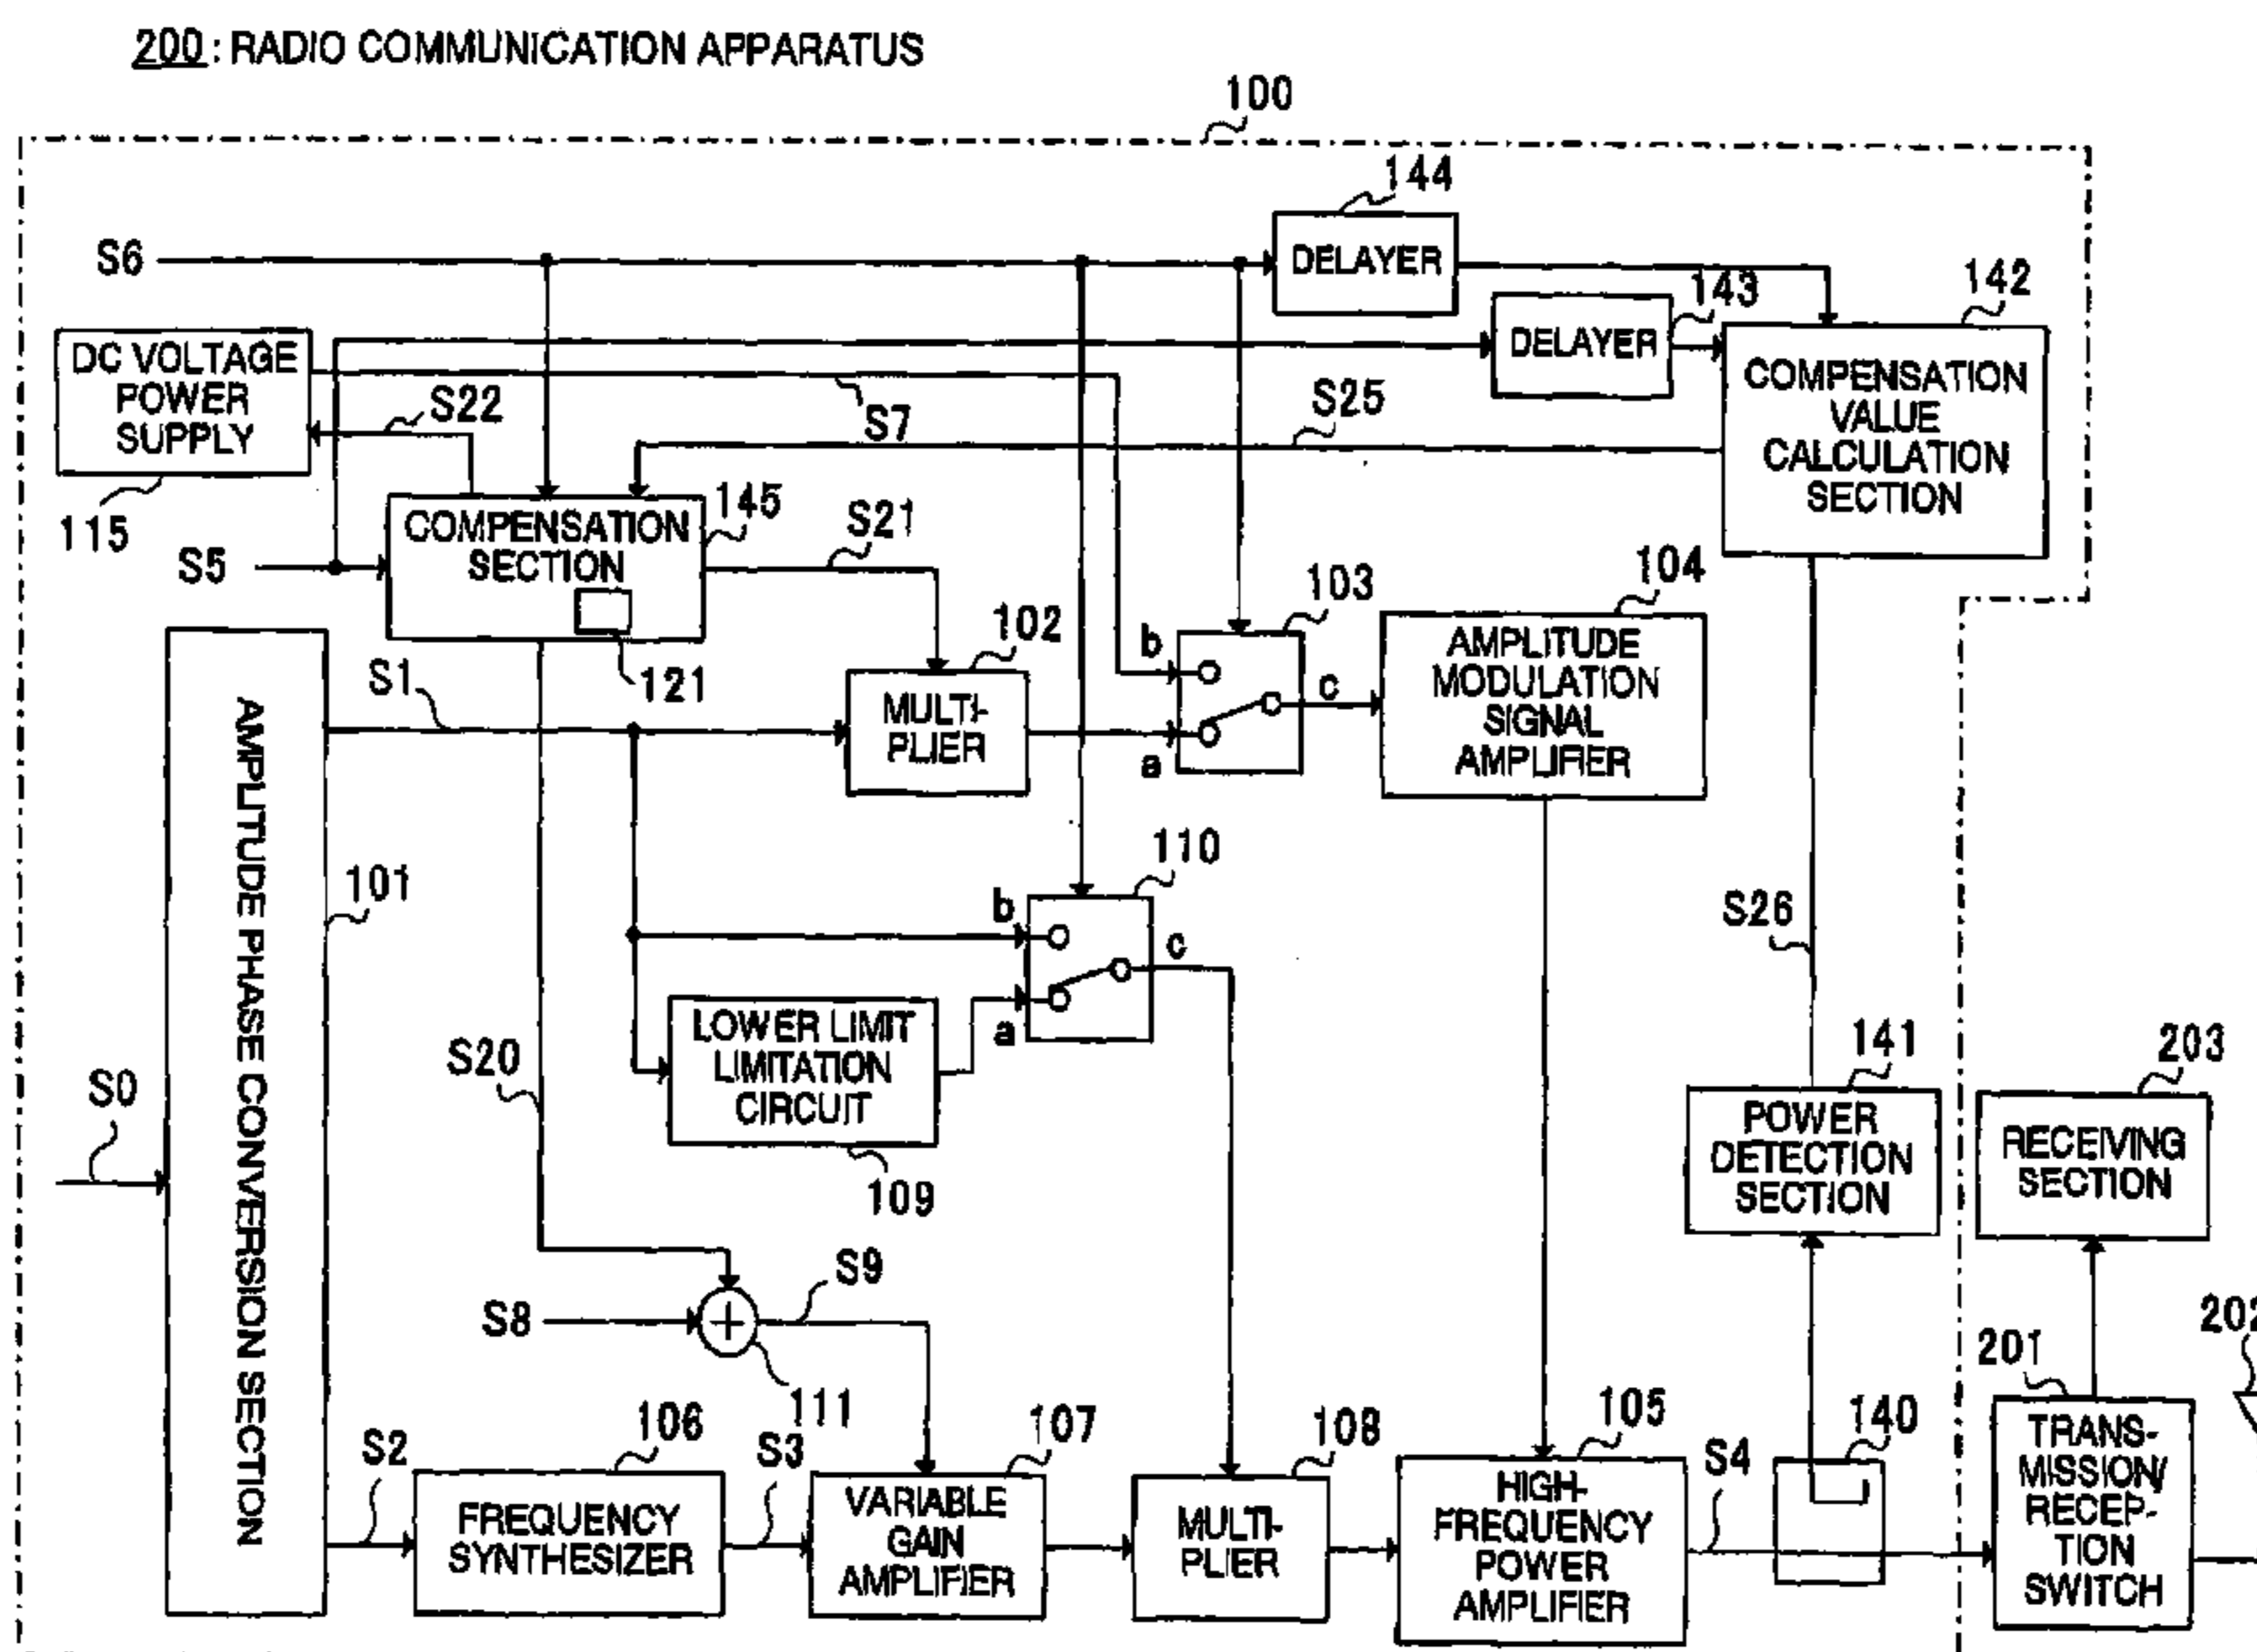 200 : RADIO COMMUNICATION APPARATUS
100
144
S6
DELAYER
142
143
DC VOLTAGE
POWER
SUPPLY
DELAYER
COMPENSATION
VALUE
CALCULATION
SECTION
S22
S7
S25
115
145
S21
COMPENSATION
SECTION
S5
103
104
121
102
b
a
c
AMPLITUDE
MODULATION
SIGNAL
AMPLIFIER
S1
MULTI-
PLIER
AMPLITUDE PHASE CONVERSION SECTION
101
110
b
a
c
S26
LOWER LIMIT
LIMITATION
CIRCUIT
109
S20
S0
141
203
POWER
DETECTION
SECTION
RECEIVING
SECTION
S9
S8
+
111
202
201
S2
106
S3
107
108
105
S4
140
FREQUENCY
SYNTHESIZER
VARIABLE
GAIN
AMPLIFIER
MULTI-
PLIER
HIGH-
FREQUENCY
POWER
AMPLIFIER
TRANS-
MISSION/
RECEP-
TION
SWITCH